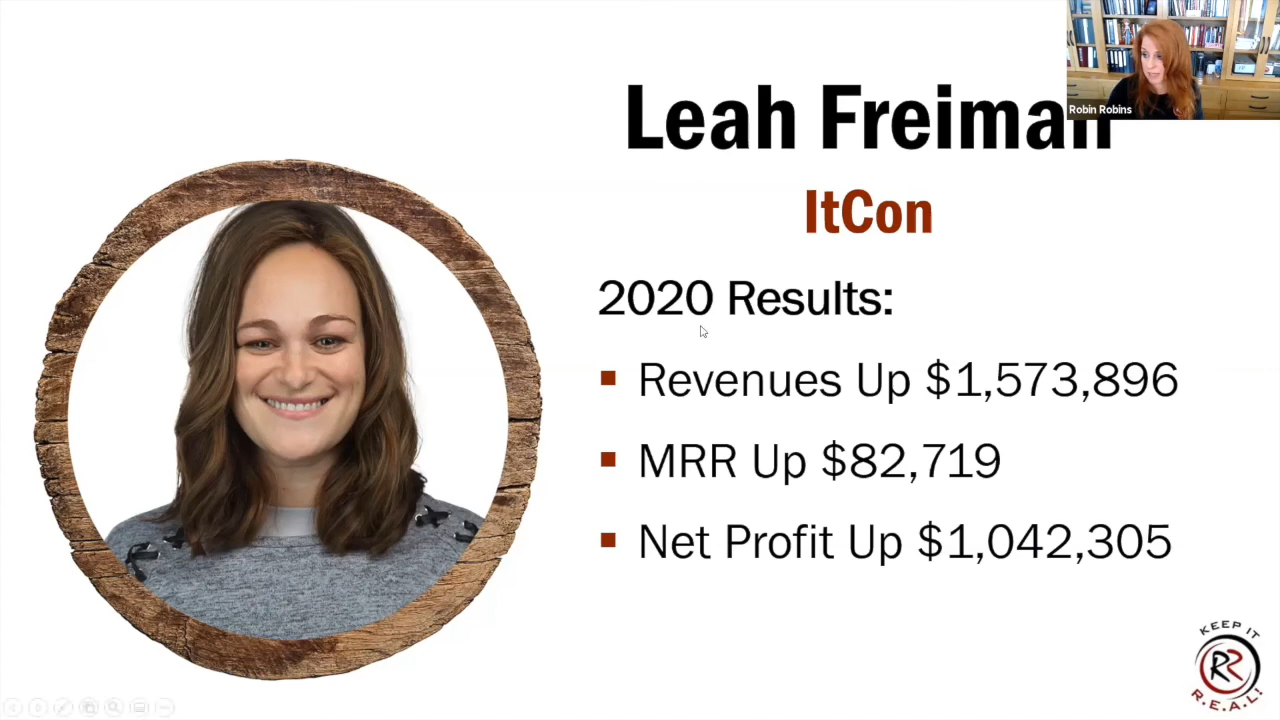 Robin Robins
Leah Freiman
ItCon
2020 Results:
Revenues Up $1,573,896
MRR Up $82,719
Net Profit Up $1,042,305
KEEP IT
RR
R.E.A.L!